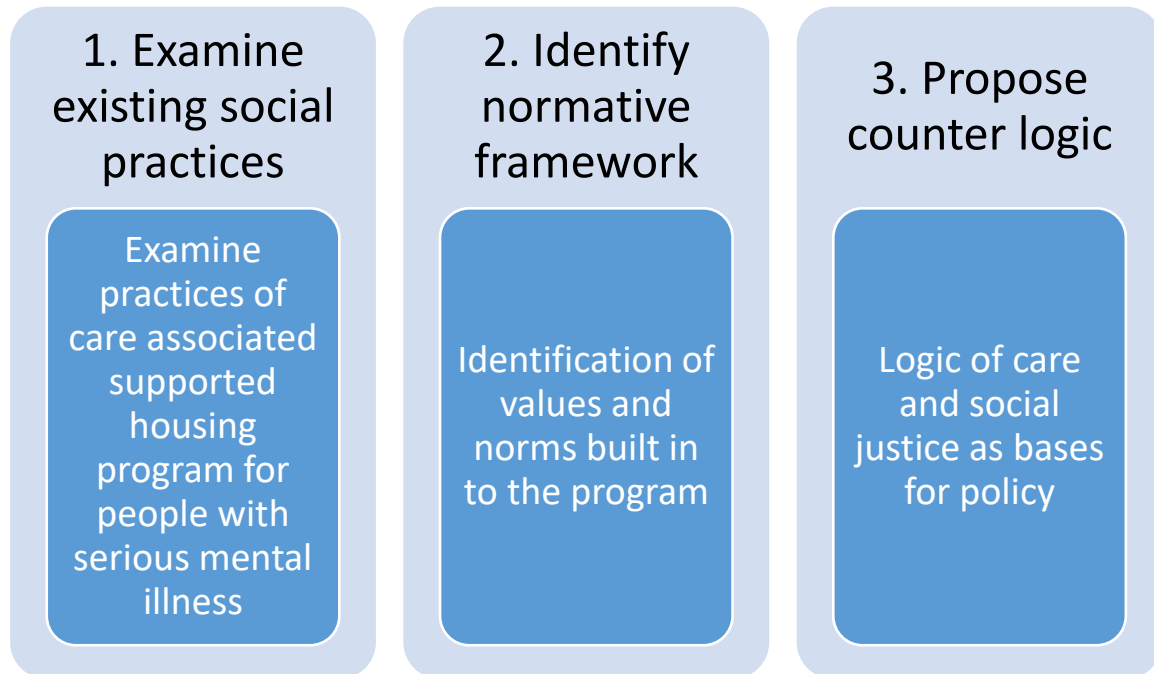 1. Examine
existing social
practices
Examine
practices of
care associated
supported
housing
program for
people with
serious mental
illness
2. Identify
normative
framework
Identification of
values and
norms built in
to the program
3. Propose
counter logic
Logic of care
and social
justice as bases
for policy